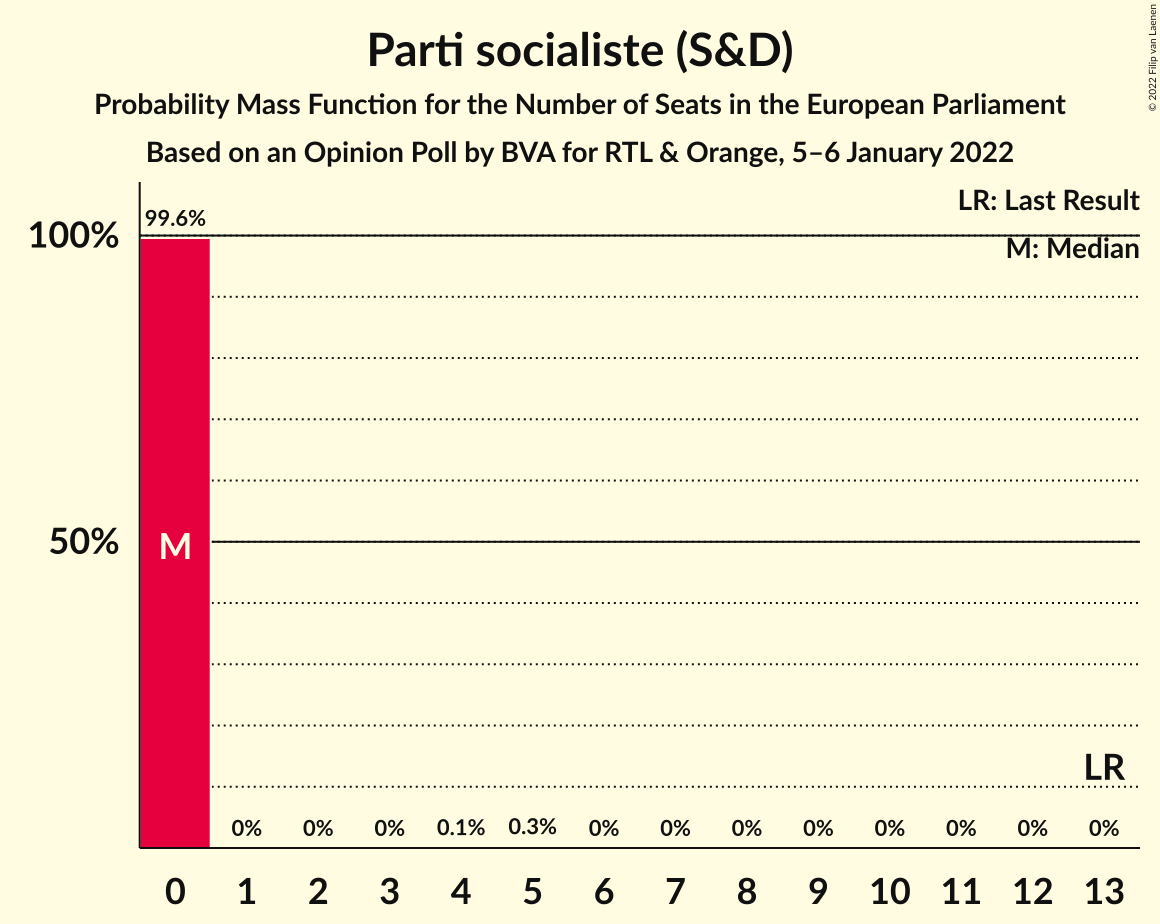 Parti socialiste (S&D)
Probability Mass Function for the Number of Seats in the European Parliament
Based on an Opinion Poll by BVA for RTL & Orange, 5–6 January 2022
© 2022 Filip van Laenen
LR: Last Result
M: Median
99.6%
100%
50%
M
LR
0% 0% 0% 0.1% 0.3% 0% 0% 0% 0% 0% 0% 0% 0%
0 1 2 3 4 5 6 7 8 9 10 11 12 13